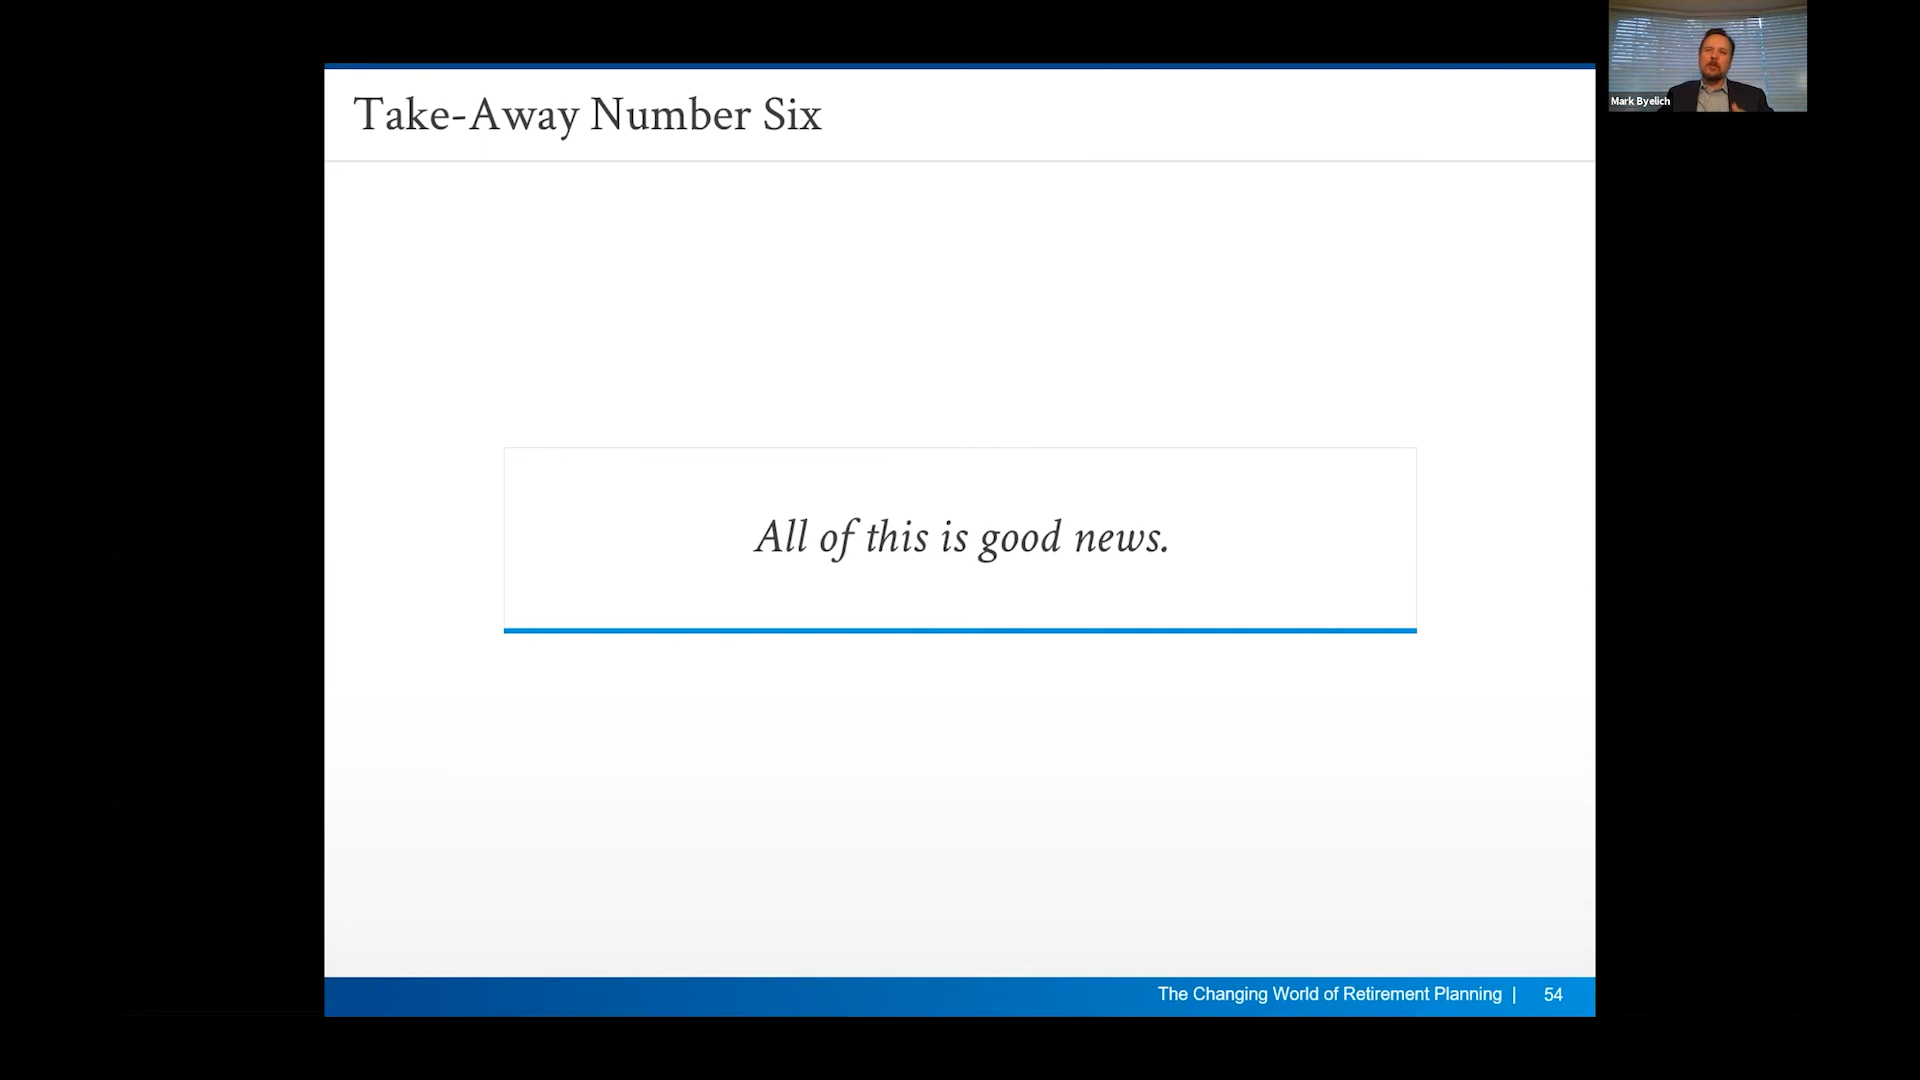 Take-Away Number Six
Mark Byelich
All of this is good news.
The Changing World of Retirement Planning | 54